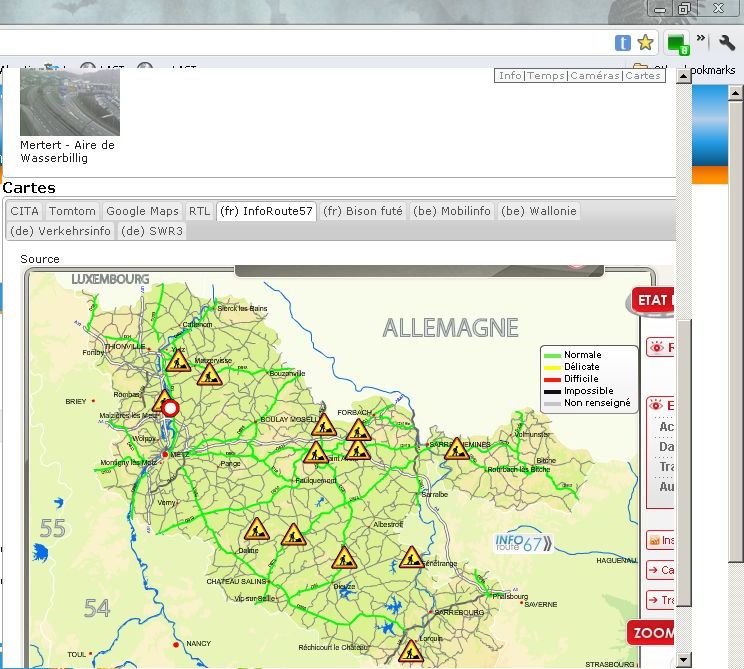 Info|Temps|Caméras|Cartes
Mertert - Aire de
Wasserbillig
Cartes
CITA
Tomtom
Google Maps
RTL
(fr) InfoRoute57
(fr) Bison futé
(be) Mobilinfo
(be) Wallonie
(de) Verkehrsinfo
(de) SWR3
Source
LUXEMBOURG
ALLEMAGNE
ETAT
Normale
Délicate
Difficile
Impossible
Non renseigné
Sierck les Bains
Cattenom
THIONVILLE
Metzervisse
Bouzonville
BRIEY
Rombas
Maizières les Metz
FORBACH
BOULAY MOSELLE
Woippy
METZ
Montigny les Metz
Pange
Faulquemont
SARREGUEMINES
Volmunster
Bitche
Rohrbach les Bitche
Sarralbe
Verny
Albestroff
55
INFO
route 67
HAGUENAU
Delme
CHATEAU SALINS
Vic-sur-Seille
Dieuze
Fénétrange
54
Phalsbourg
SAVERNE
SARREBOURG
Lorquin
Réchicourt le Château
NANCY
TOUL
STRASBOURG
Ac
Da
Tra
Au
Ins
Ca
Tra
ZOOM